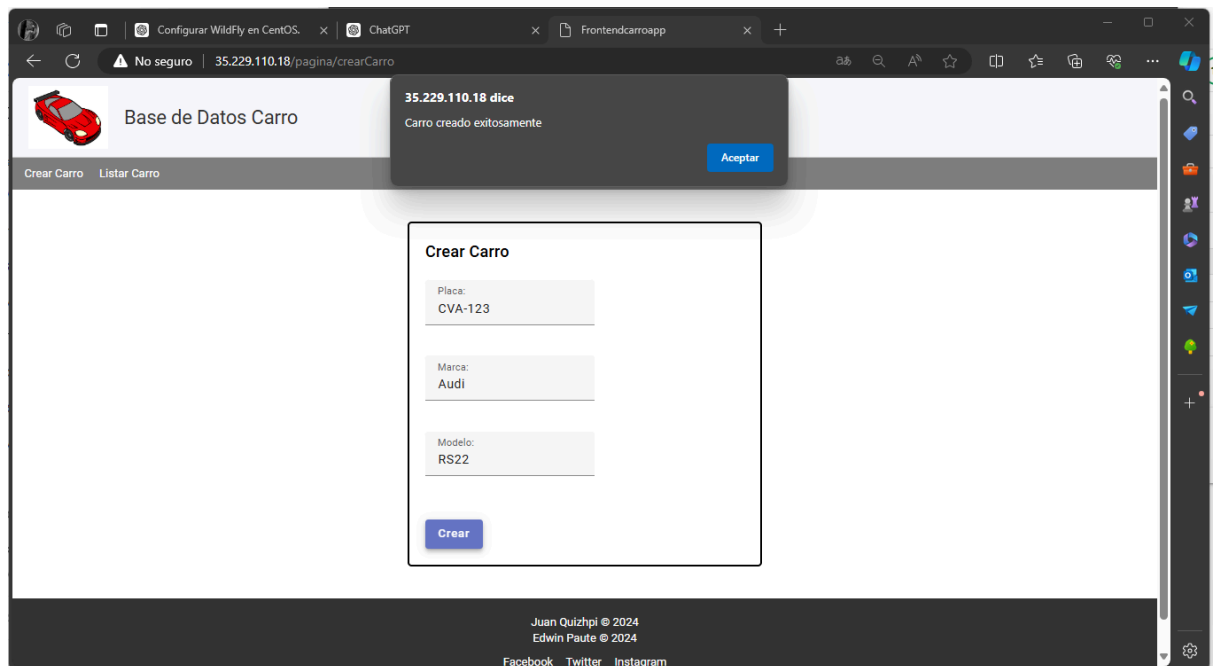 Configurar WildFly en CentOS.
ChatGPT
Frontendcarroapp
No seguro
35.229.110.18/pagina/crearCarro
35.229.110.18 dice
Carro creado exitosamente
Aceptar
Base de Datos Carro
Crear Carro Listar Carro
Crear Carro
Placa:
CVA-123
Marca:
Audi
Modelo:
RS22
Crear
Juan Quizhpi © 2024
Edwin Paute © 2024
Facebook Twitter Instagram